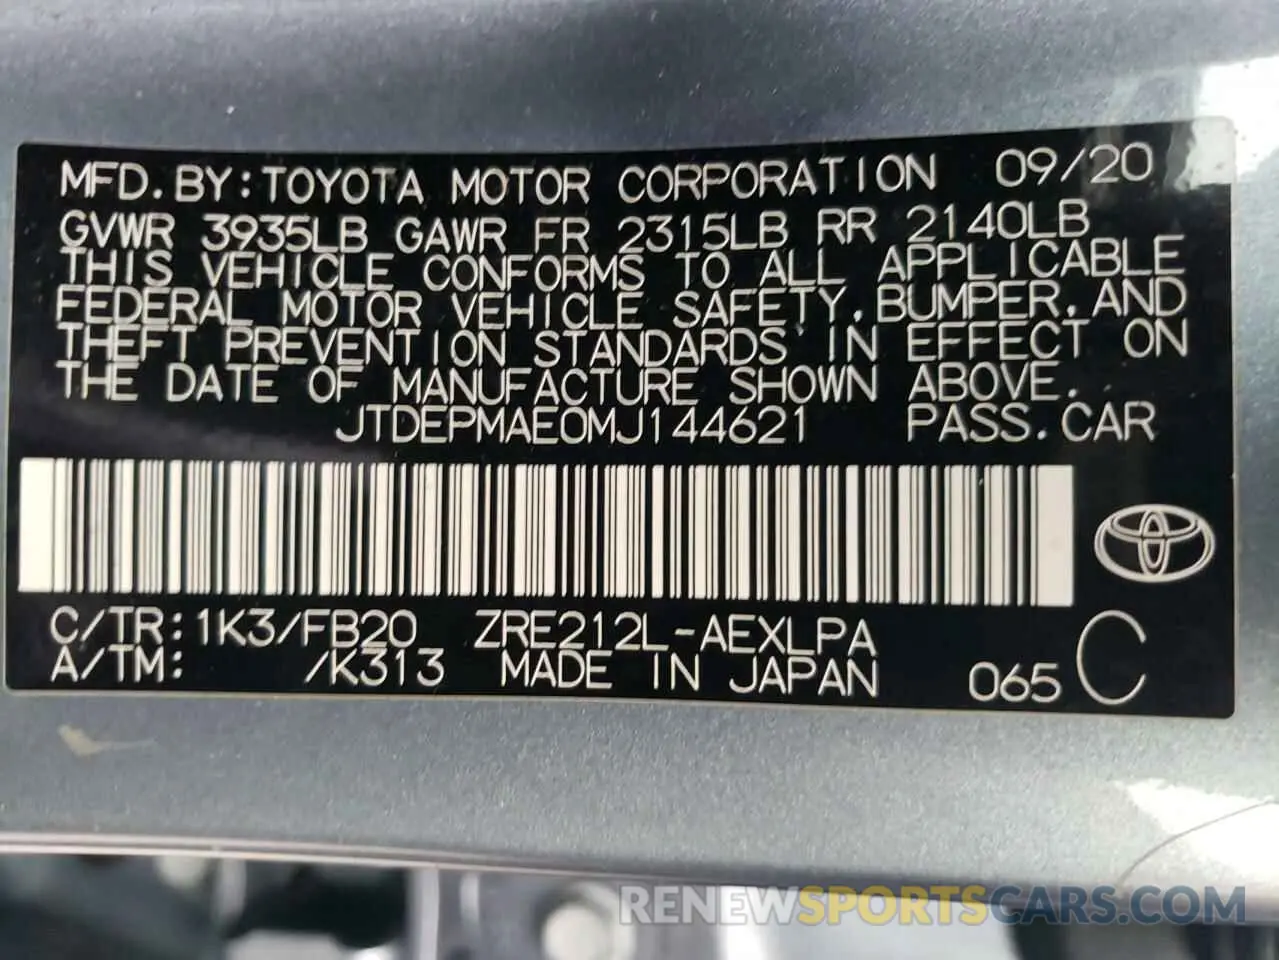 MFD. BY: TOYOTA MOTOR CORPORATION 09/20
GVWR 3935LB GAWR FR 2315LB RR 2140LB
THIS VEHICLE CONFORMS TO ALL APPLICABLE
FEDERAL MOTOR VEHICLE SAFETY, BUMPER, AND
THEFT PREVENTION STANDARDS IN EFFECT ON
THE DATE OF MANUFACTURE SHOWN ABOVE.
JTDEPMAE0MJ144621 PASS. CAR
C/TR: 1K3/FB20 ZRE212L-AEXLPA
A/TM: /K313 MADE IN JAPAN 065 C
RENEWSPORTSCARS.COM